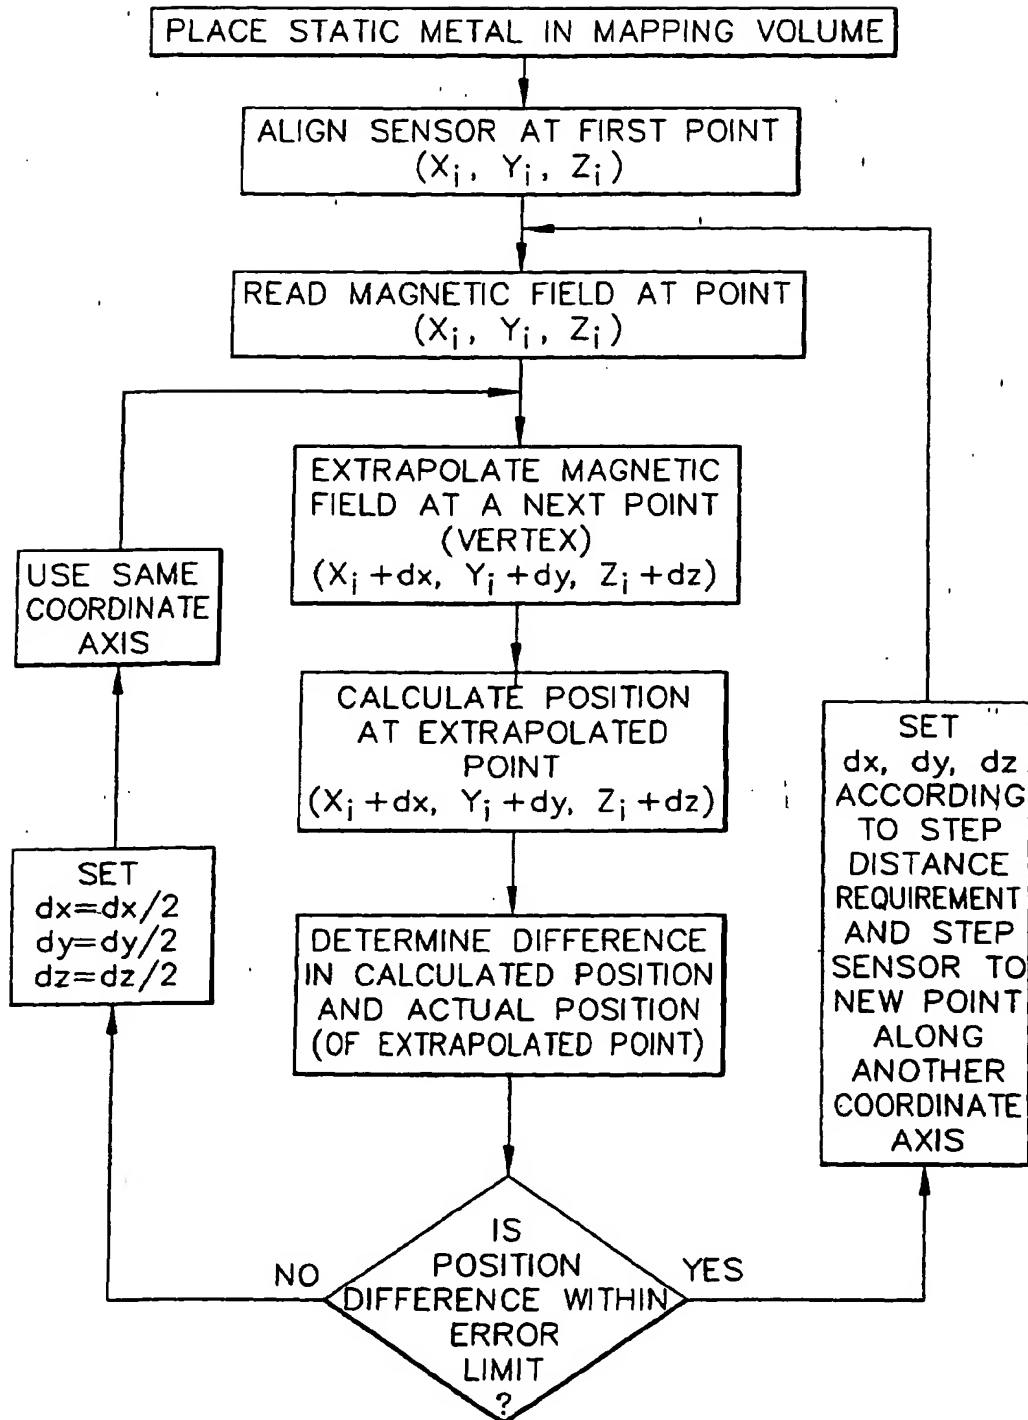 PLACE STATIC METAL IN MAPPING VOLUME
ALIGN SENSOR AT FIRST POINT
(Xi, Yi, Zi)
READ MAGNETIC FIELD AT POINT
(Xi, Yi, Zi)
EXTRAPOLATE MAGNETIC
FIELD AT A NEXT POINT
(VERTEX)
(Xi +dx, Yi +dy, Zi +dz)
USE SAME
COORDINATE
AXIS
CALCULATE POSITION
AT EXTRAPOLATED
POINT
(Xi +dx, Yi +dy, Zi +dz)
SET
dx=dx/2
dy=dy/2
dz=dz/2
DETERMINE DIFFERENCE
IN CALCULATED POSITION
AND ACTUAL POSITION
(OF EXTRAPOLATED POINT)
SET
dx, dy, dz
ACCORDING
TO STEP
DISTANCE
REQUIREMENT
AND STEP
SENSOR TO
NEW POINT
ALONG
ANOTHER
COORDINATE
AXIS
IS
POSITION
DIFFERENCE WITHIN
ERROR
LIMIT
?
NO
YES